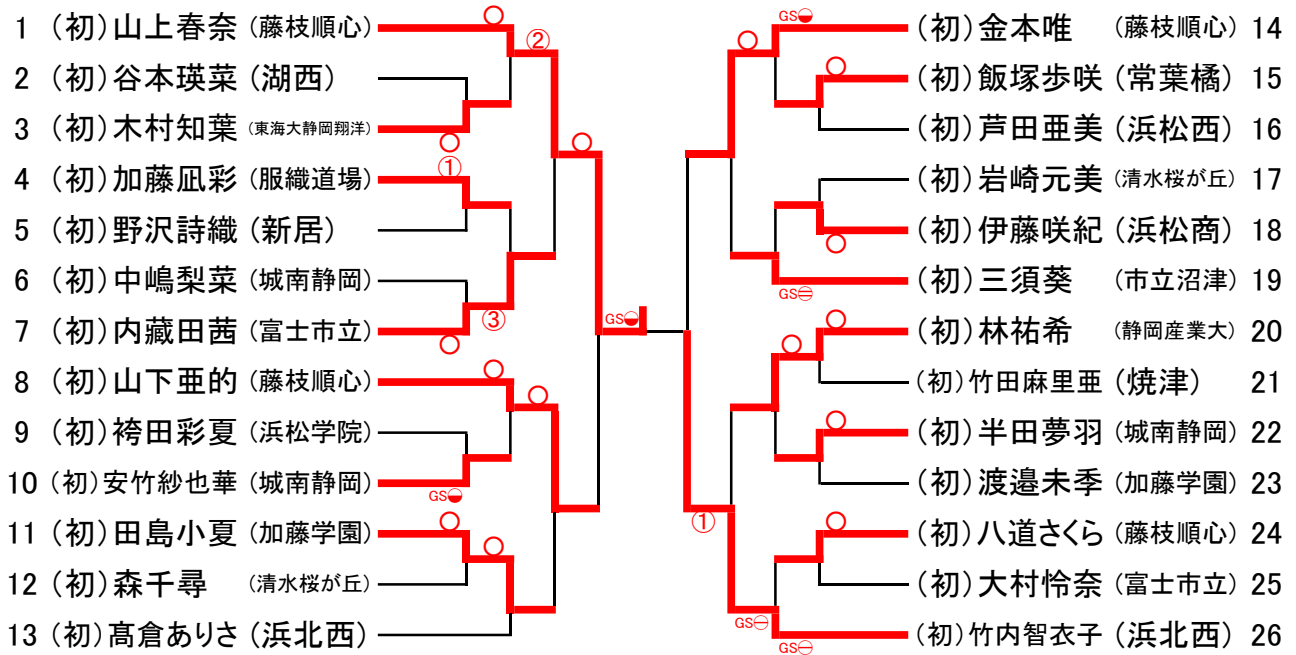 1 (初)山上春奈 (藤枝順心)
2 (初)谷本瑛菜 (湖西)
3 (初)木村知葉 (東海大静岡翔洋)
4 (初)加藤凪彩 (服織道場)
5 (初)野沢詩織 (新居)
6 (初)中嶋梨菜 (城南静岡)
7 (初)内藏田茜 (富士市立)
8 (初)山下亜的 (藤枝順心)
9 (初)袴田彩夏 (浜松学院)
10 (初)安竹紗也華 (城南静岡)
11 (初)田島小夏 (加藤学園)
12 (初)森千尋 (清水桜が丘)
13 (初)髙倉ありさ (浜北西)
②
①
③
GS
GS
①
GS
GS
GS
GS
(初)金本唯 (藤枝順心) 14
(初)飯塚歩咲 (常葉橘) 15
(初)芦田亜美 (浜松西) 16
(初)岩崎元美 (清水桜が丘) 17
(初)伊藤咲紀 (浜松商) 18
(初)三須葵 (市立沼津) 19
(初)林祐希 (静岡産業大) 20
(初)竹田麻里亜 (焼津) 21
(初)半田夢羽 (城南静岡) 22
(初)渡邉未季 (加藤学園) 23
(初)八道さくら (藤枝順心) 24
(初)大村怜奈 (富士市立) 25
(初)竹内智衣子 (浜北西) 26